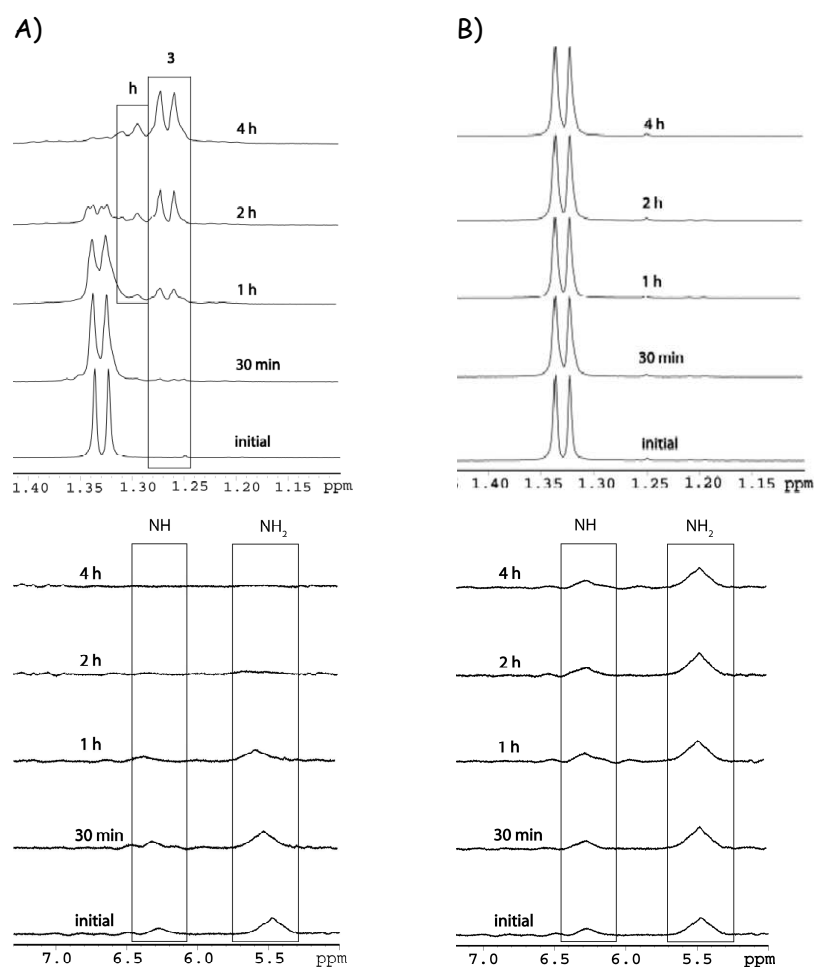 A)
3
h
4 h
2 h
1 h
30 min
initial
1.40 1.35 1.30 1.25 1.20 1.15 ppm
B)
4 h
2 h
1 h
30 min
initial
1.40 1.35 1.30 1.25 1.20 1.15 ppm
NH NH₂
4 h
2 h
1 h
30 min
initial
7.0 6.5 6.0 5.5 ppm
NH NH₂
4 h
2 h
1 h
30 min
initial
7.0 6.5 6.0 5.5 ppm